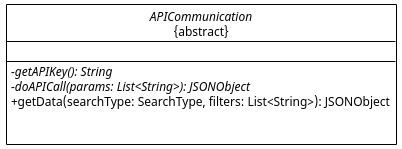 APICommunication
{abstract}
-getAPIKey(): String
-doAPICall(params: List<String>): JSONObject
+getData(searchType: SearchType, filters: List<String>): JSONObject